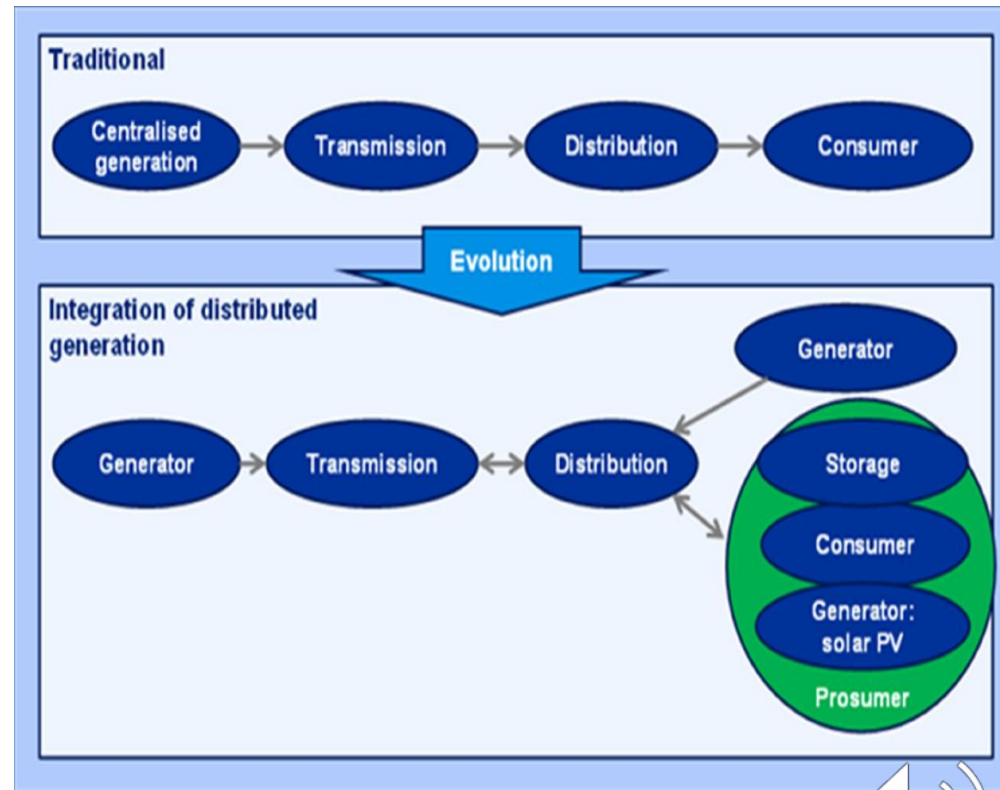 Traditional
Centralised
generation
Transmission
Distribution
Consumer
Evolution
Integration of distributed
generation
Generator
Generator
Transmission
Distribution
Storage
Consumer
Generator:
solar PV
Prosumer